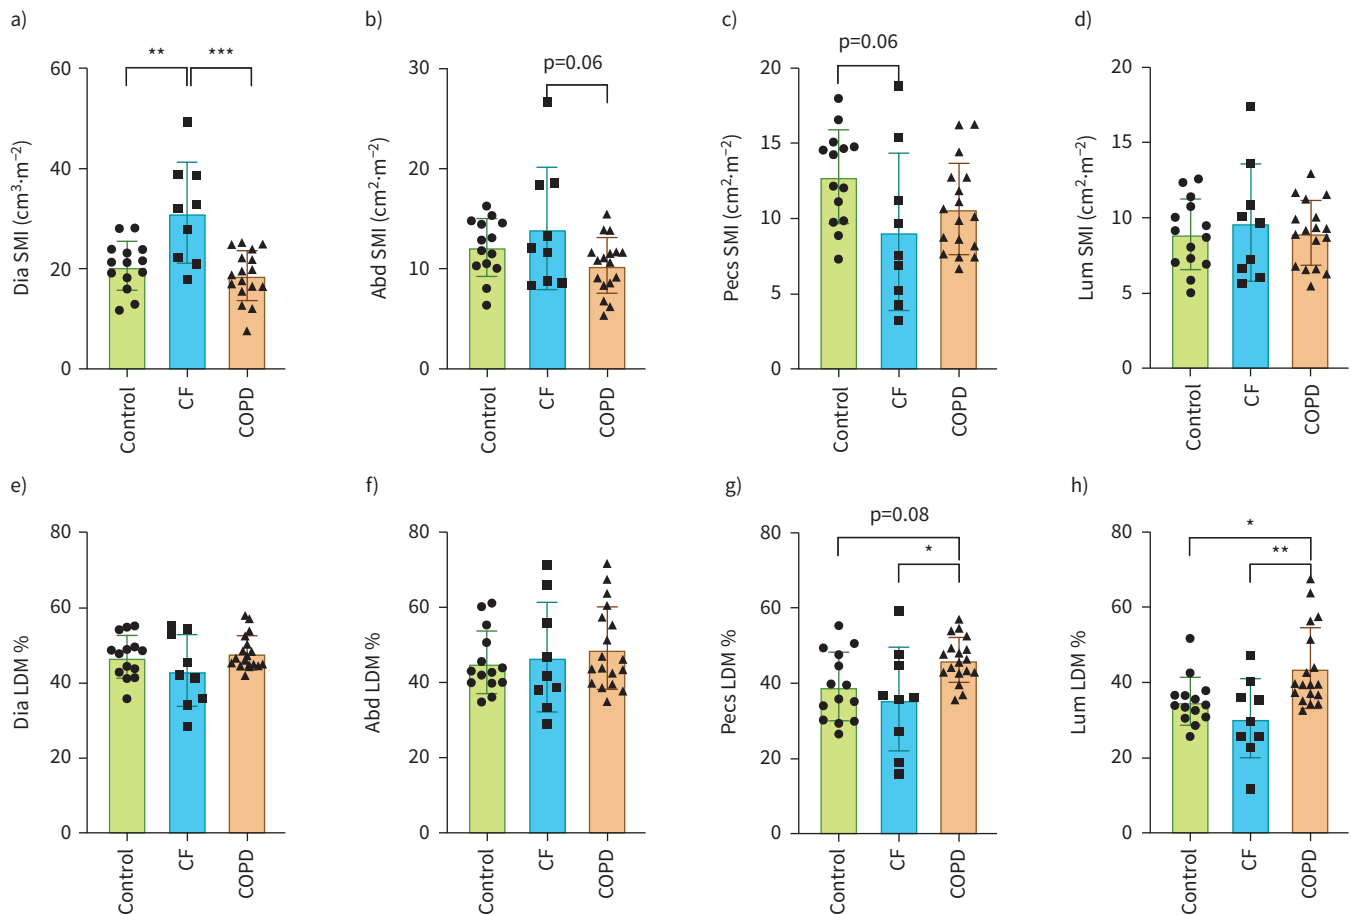 a)
b)
c)
d)
** ***
p=0.06
p=0.06
Dia SMI (cm³·m⁻²)
60
40
20
0
Control
CF
COPD
Abd SMI (cm²·m⁻²)
30
20
10
0
Control
CF
COPD
Pecs SMI (cm²·m⁻²)
20
15
10
5
0
Control
CF
COPD
Lum SMI (cm²·m⁻²)
20
15
10
5
0
Control
CF
COPD
e)
f)
g)
h)
Dia LDM %
80
60
40
20
0
Control
CF
COPD
Abd LDM %
80
60
40
20
0
Control
CF
COPD
p=0.08
*
Pecs LDM %
80
60
40
20
0
Control
CF
COPD
*
**
Lum LDM %
80
60
40
20
0
Control
CF
COPD